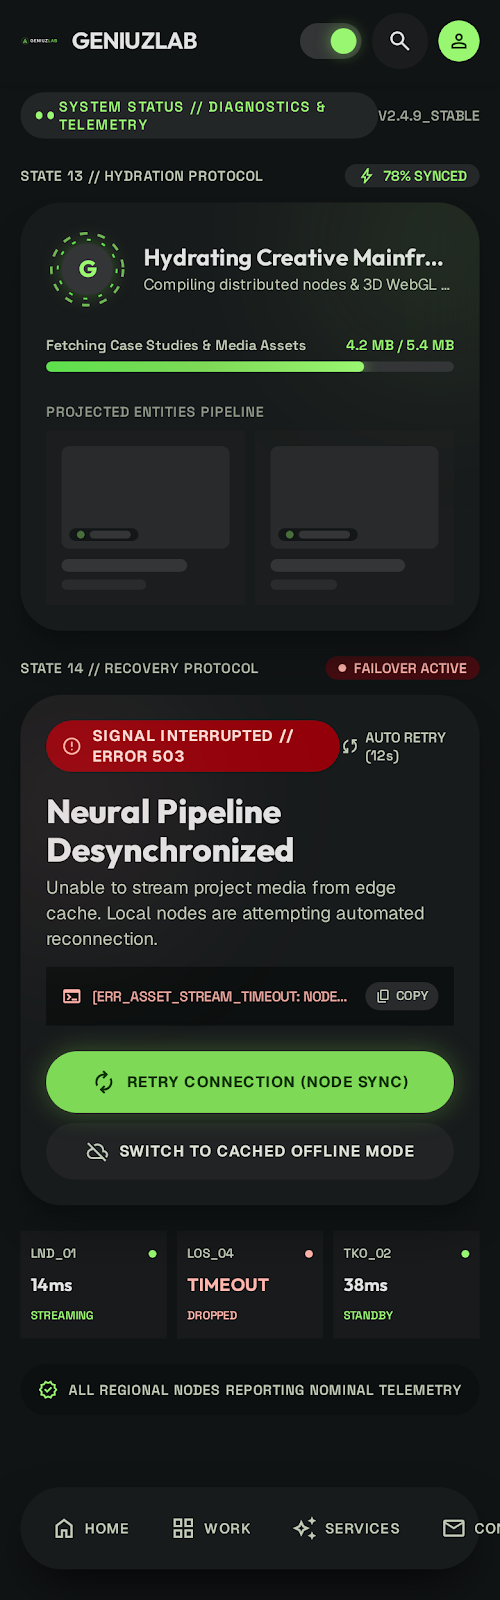 GENIUZLAB
GENIUZLAB
SYSTEM STATUS // DIAGNOSTICS &
TELEMETRY
V2.4.9_STABLE
STATE 13 // HYDRATION PROTOCOL
78% SYNCED
G
Hydrating Creative Mainfr...
Compiling distributed nodes & 3D WebGL ...
Fetching Case Studies & Media Assets
4.2 MB / 5.4 MB
PROJECTED ENTITIES PIPELINE
STATE 14 // RECOVERY PROTOCOL
FAILOVER ACTIVE
SIGNAL INTERRUPTED //
ERROR 503
AUTO RETRY
(12s)
Neural Pipeline
Desynchronized
Unable to stream project media from edge
cache. Local nodes are attempting automated
reconnection.
[ERR_ASSET_STREAM_TIMEOUT: NODE...
COPY
RETRY CONNECTION (NODE SYNC)
SWITCH TO CACHED OFFLINE MODE
LND_01
14ms
STREAMING
LOS_04
TIMEOUT
DROPPED
TKO_02
38ms
STANDBY
ALL REGIONAL NODES REPORTING NOMINAL TELEMETRY
HOME
WORK
SERVICES